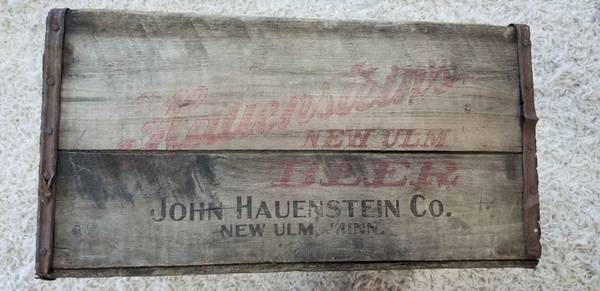 Hauenstein's
NEW ULM
BEER
JOHN HAUENSTEIN CO.
NEW ULM, MINN.